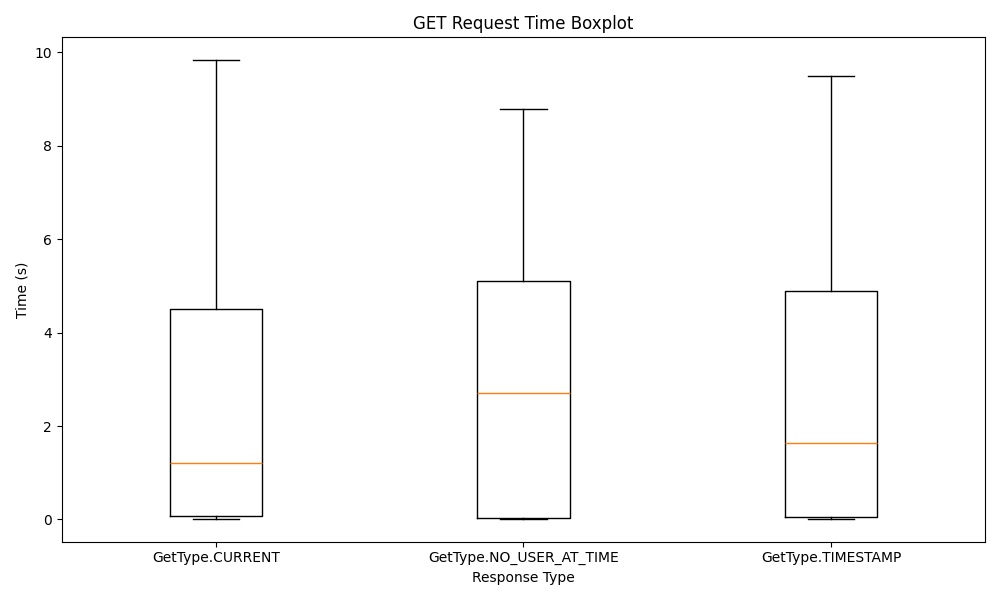 GET Request Time Boxplot
10
8
6
4
2
0
Time (s)
GetType.CURRENT
GetType.NO_USER_AT_TIME
GetType.TIMESTAMP
Response Type